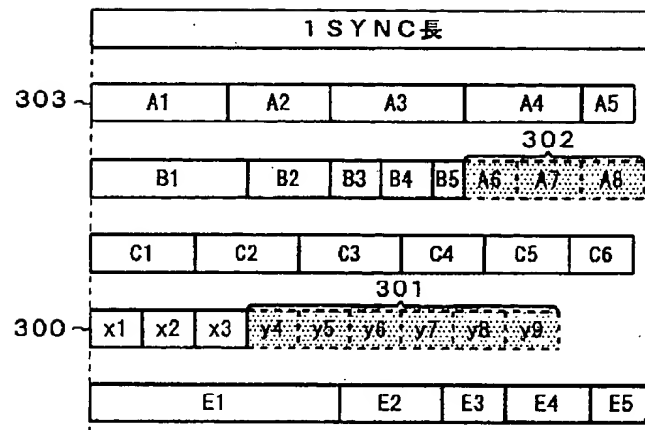 1SYNC長
303 A1 A2 A3 A4 A5
302
B1 B2 B3 B4 B5 A6 A7 A8
C1 C2 C3 C4 C5 C6
301
300 x1 x2 x3 y4 y5 y6 y7 y8 y9
E1 E2 E3 E4 E5